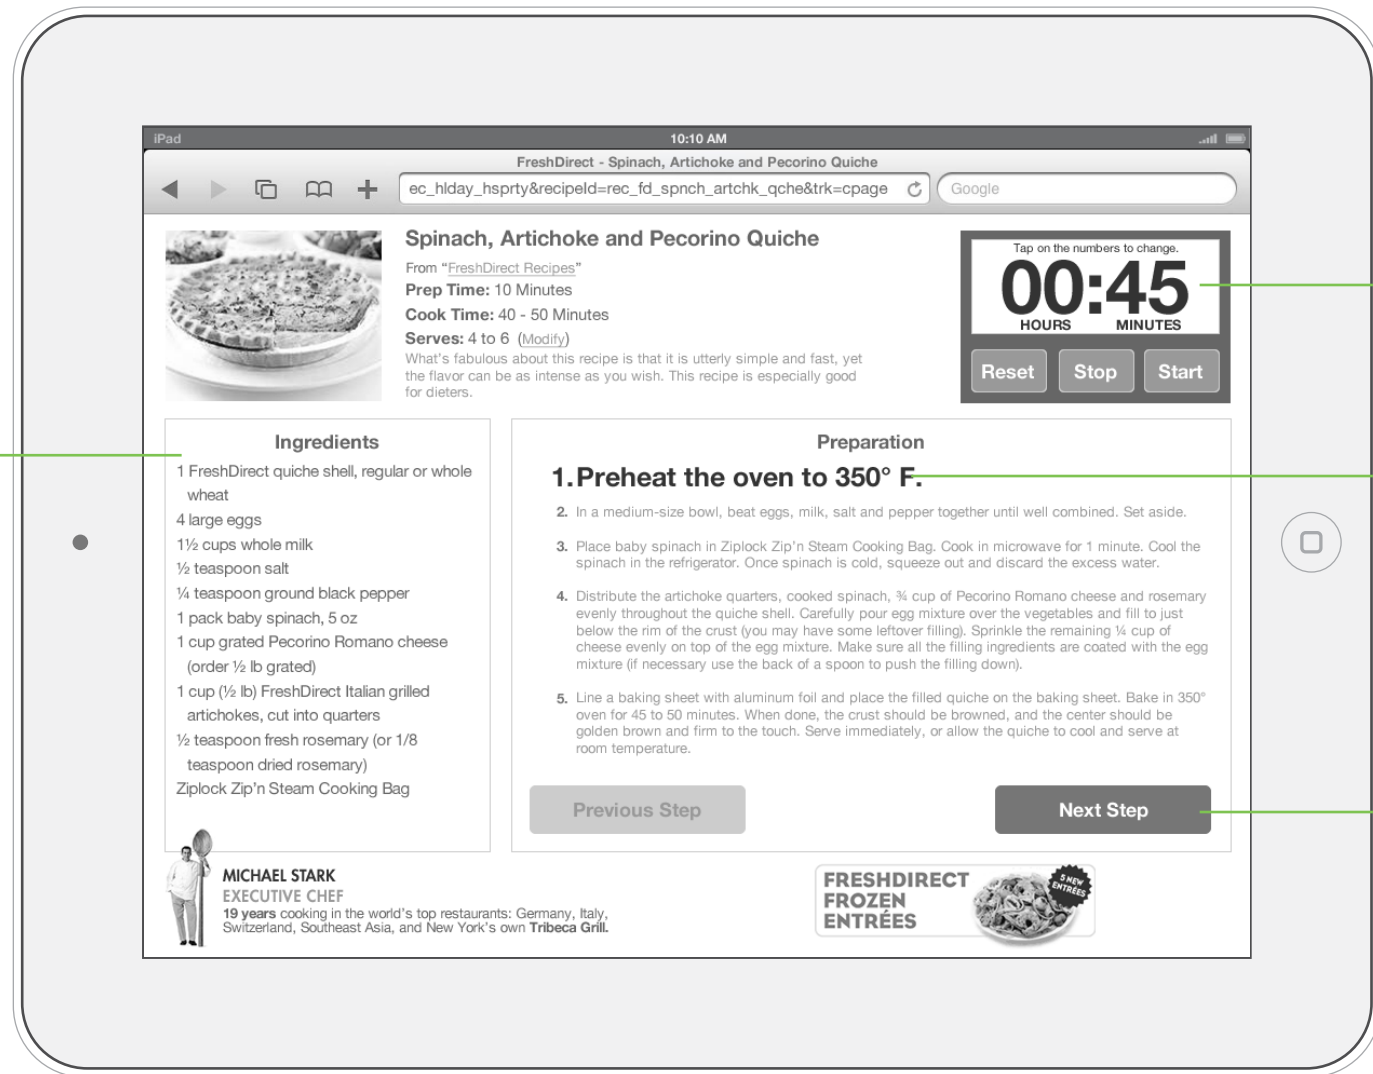 iPad
10:10 AM
FreshDirect - Spinach, Artichoke and Pecorino Quiche
ec_hlday_hsprty&recipeId=rec_fd_spnch_artchk_qche&trk=cpage
Google
Spinach, Artichoke and Pecorino Quiche
From “FreshDirect Recipes”
Prep Time: 10 Minutes
Cook Time: 40 - 50 Minutes
Serves: 4 to 6 (Modify)
What's fabulous about this recipe is that it is utterly simple and fast, yet
the flavor can be as intense as you wish. This recipe is especially good
for dieters.
Tap on the numbers to change.
00:45
HOURS MINUTES
Reset Stop Start
Ingredients
1 FreshDirect quiche shell, regular or whole
wheat
4 large eggs
1½ cups whole milk
½ teaspoon salt
¼ teaspoon ground black pepper
1 pack baby spinach, 5 oz
1 cup grated Pecorino Romano cheese
(order ½ lb grated)
1 cup (½ lb) FreshDirect Italian grilled
artichokes, cut into quarters
½ teaspoon fresh rosemary (or 1/8
teaspoon dried rosemary)
Ziplock Zip'n Steam Cooking Bag
Preparation
1. Preheat the oven to 350° F.
2. In a medium-size bowl, beat eggs, milk, salt and pepper together until well combined. Set aside.
3. Place baby spinach in Ziplock Zip'n Steam Cooking Bag. Cook in microwave for 1 minute. Cool the
spinach in the refrigerator. Once spinach is cold, squeeze out and discard the excess water.
4. Distribute the artichoke quarters, cooked spinach, ¾ cup of Pecorino Romano cheese and rosemary
evenly throughout the quiche shell. Carefully pour egg mixture over the vegetables and fill to just
below the rim of the crust (you may have some leftover filling). Sprinkle the remaining ¼ cup of
cheese evenly on top of the egg mixture. Make sure all the filling ingredients are coated with the egg
mixture (if necessary use the back of a spoon to push the filling down).
5. Line a baking sheet with aluminum foil and place the filled quiche on the baking sheet. Bake in 350°
oven for 45 to 50 minutes. When done, the crust should be browned, and the center should be
golden brown and firm to the touch. Serve immediately, or allow the quiche to cool and serve at
room temperature.
Previous Step
Next Step
MICHAEL STARK
EXECUTIVE CHEF
19 years cooking in the world's top restaurants: Germany, Italy,
Switzerland, Southeast Asia, and New York's own Tribeca Grill.
FRESHDIRECT
FROZEN
ENTRÉES
5 NEW
ENTRÉES